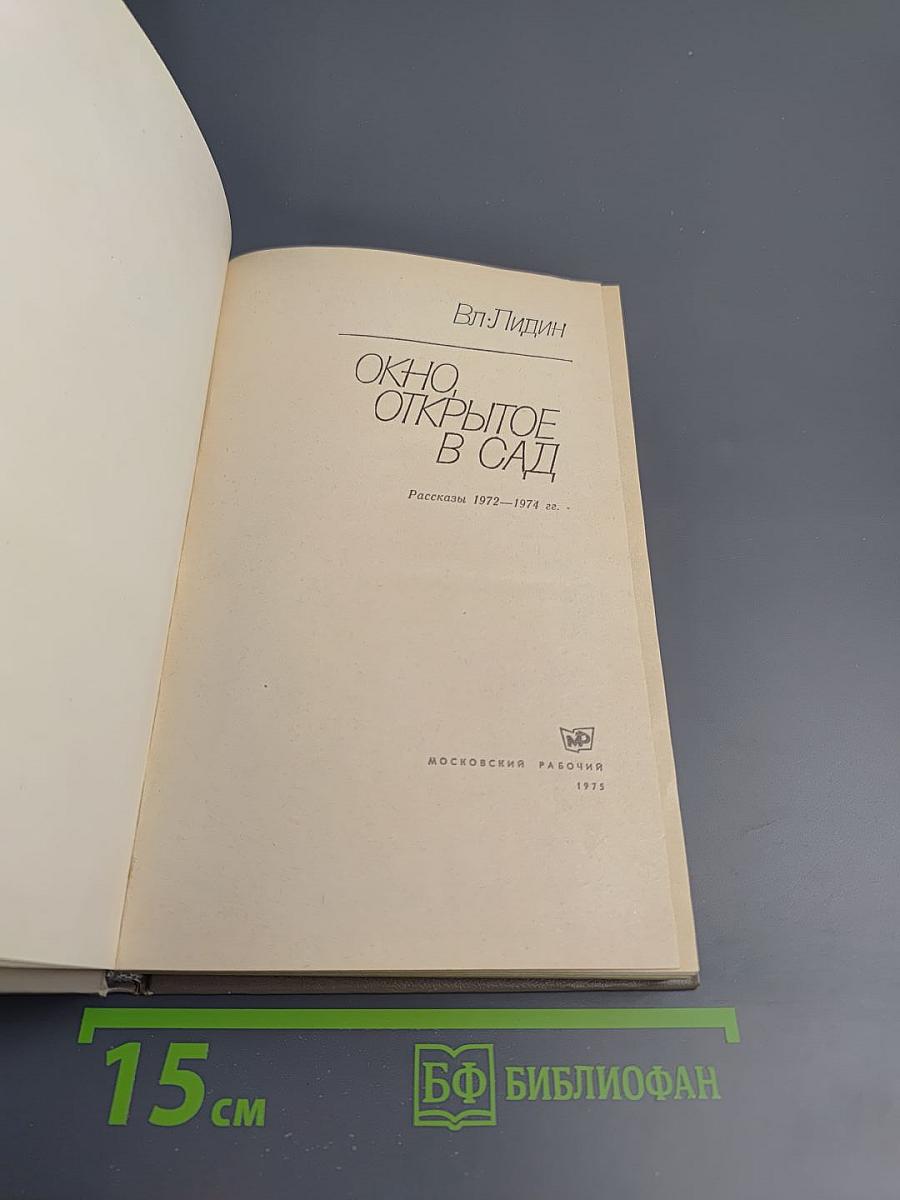 Вл·Лидин
ОКНО,
ОТКРЫТОЕ
В САД
Рассказы 1972—1974 гг.
МР
МОСКОВСКИЙ РАБОЧИЙ
1975
15 см
БФ БИБЛИОФАН